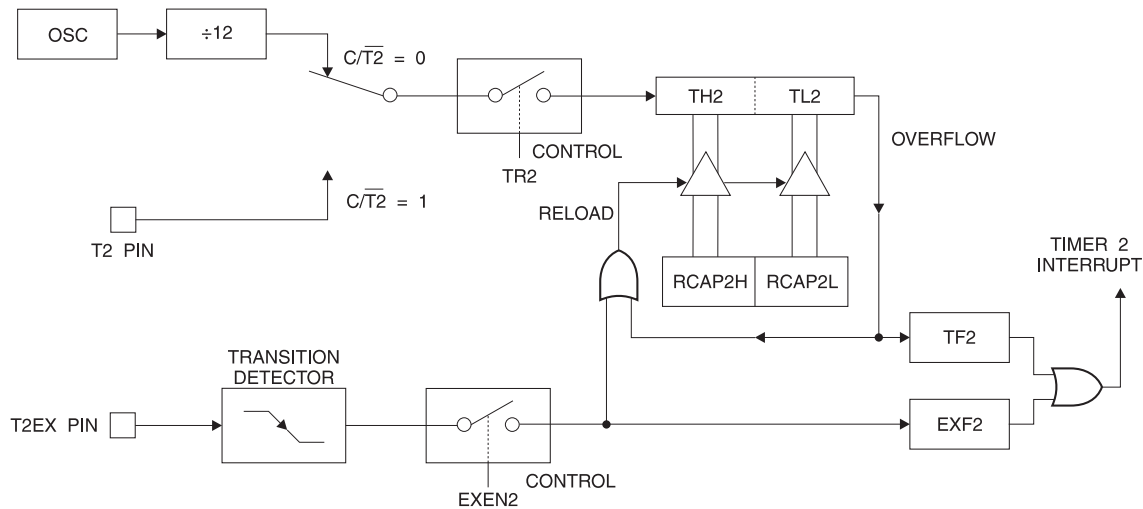 OSC
÷12
C/T2̅ = 0
TH2
TL2
OVERFLOW
CONTROL
TR2
C/T2̅ = 1
RELOAD
T2 PIN
TIMER 2
INTERRUPT
RCAP2H
RCAP2L
TRANSITION
DETECTOR
TF2
T2EX PIN
EXF2
CONTROL
EXEN2